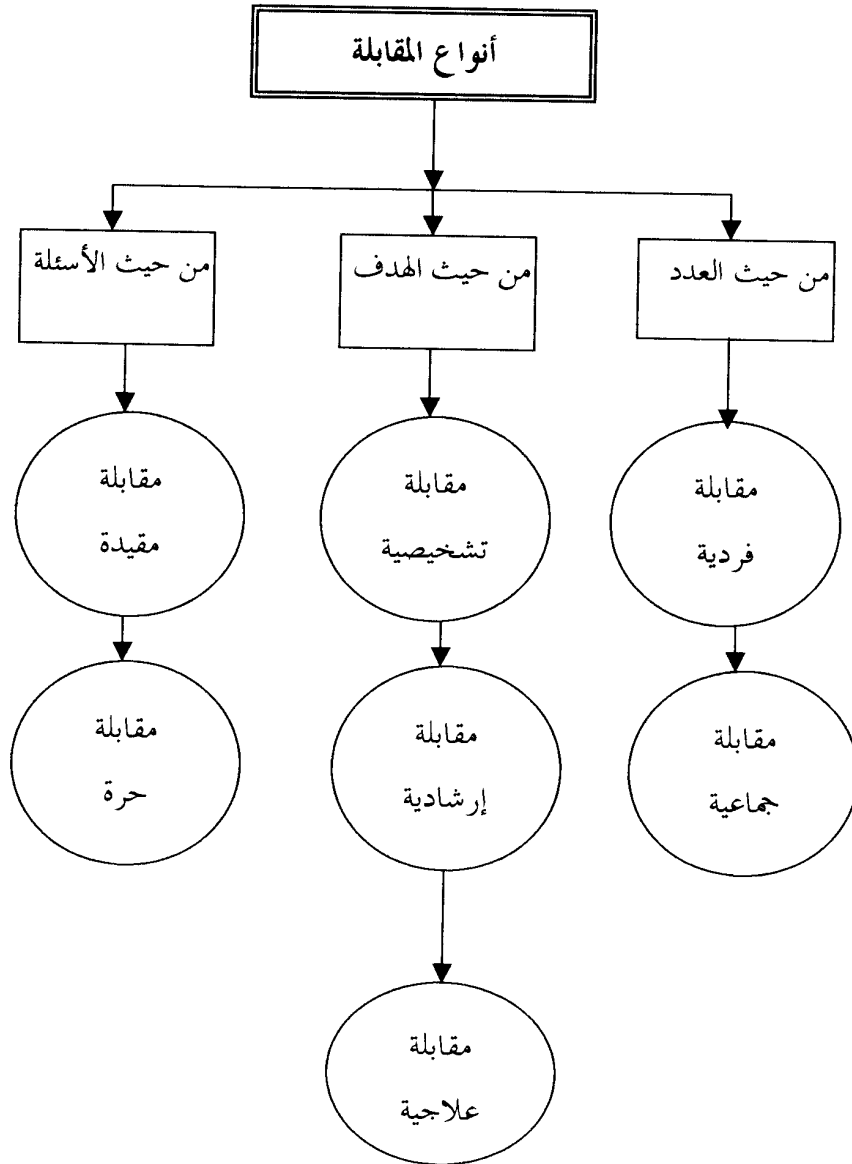 أنواع المقابلة
من حيث العدد
من حيث الهدف
من حيث الأسئلة
مقابلة
فردية
مقابلة
تشخيصية
مقابلة
مقيدة
مقابلة
جماعية
مقابلة
إرشادية
مقابلة
حرة
مقابلة
علاجية